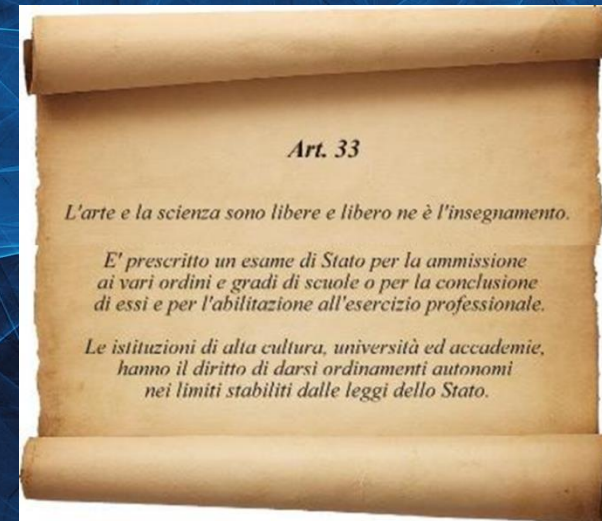 Art. 33
L'arte e la scienza sono libere e libero ne è l'insegnamento.
E' prescritto un esame di Stato per la ammissione
ai vari ordini e gradi di scuole o per la conclusione
di essi e per l'abilitazione all'esercizio professionale.
Le istituzioni di alta cultura, università ed accademie,
hanno il diritto di darsi ordinamenti autonomi
nei limiti stabiliti dalle leggi dello Stato.